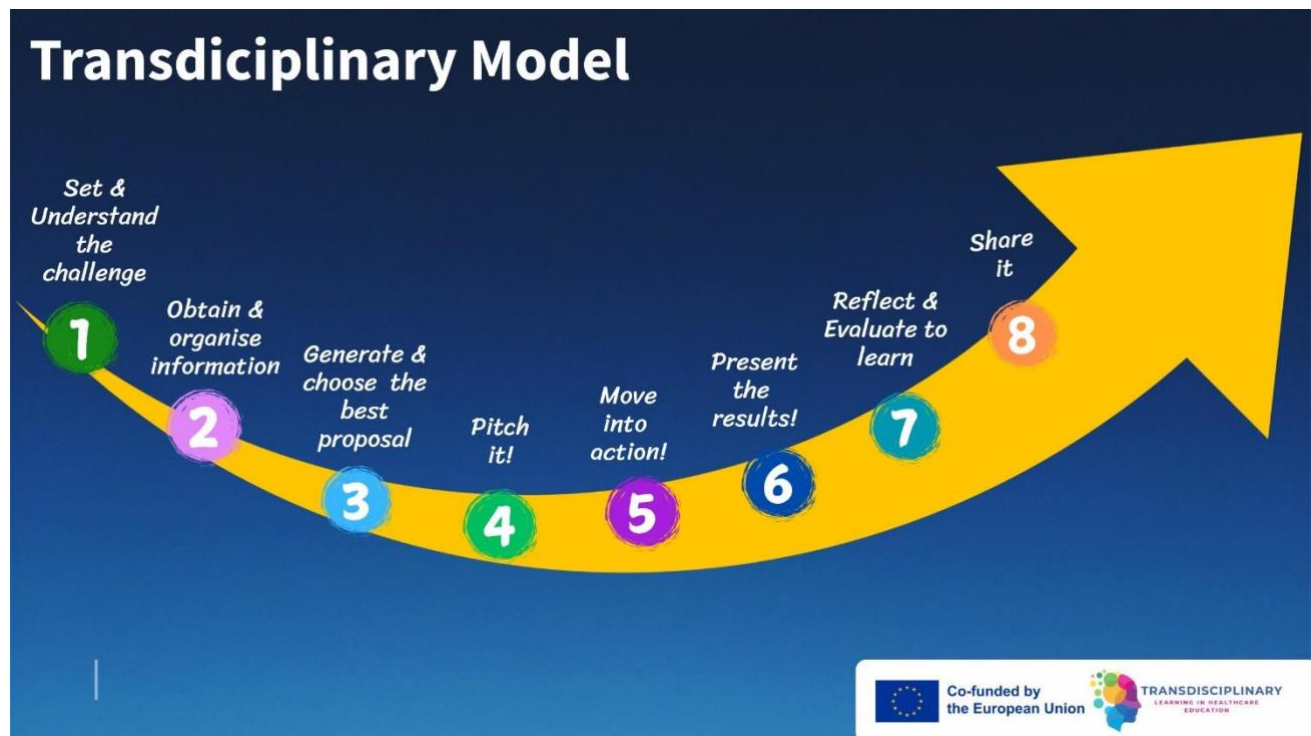 Transdiciplinary Model
Set &
Understand
the
challenge
1
Obtain &
organise
information
2
Generate &
choose the
best
proposal
3
Pitch
it!
4
Move
into
action!
5
Present
the
results!
6
Reflect &
Evaluate to
learn
7
Share
it
8
Co-funded by
the European Union
TRANSDISCIPLINARY
LEARNING IN HEALTHCARE
EDUCATION